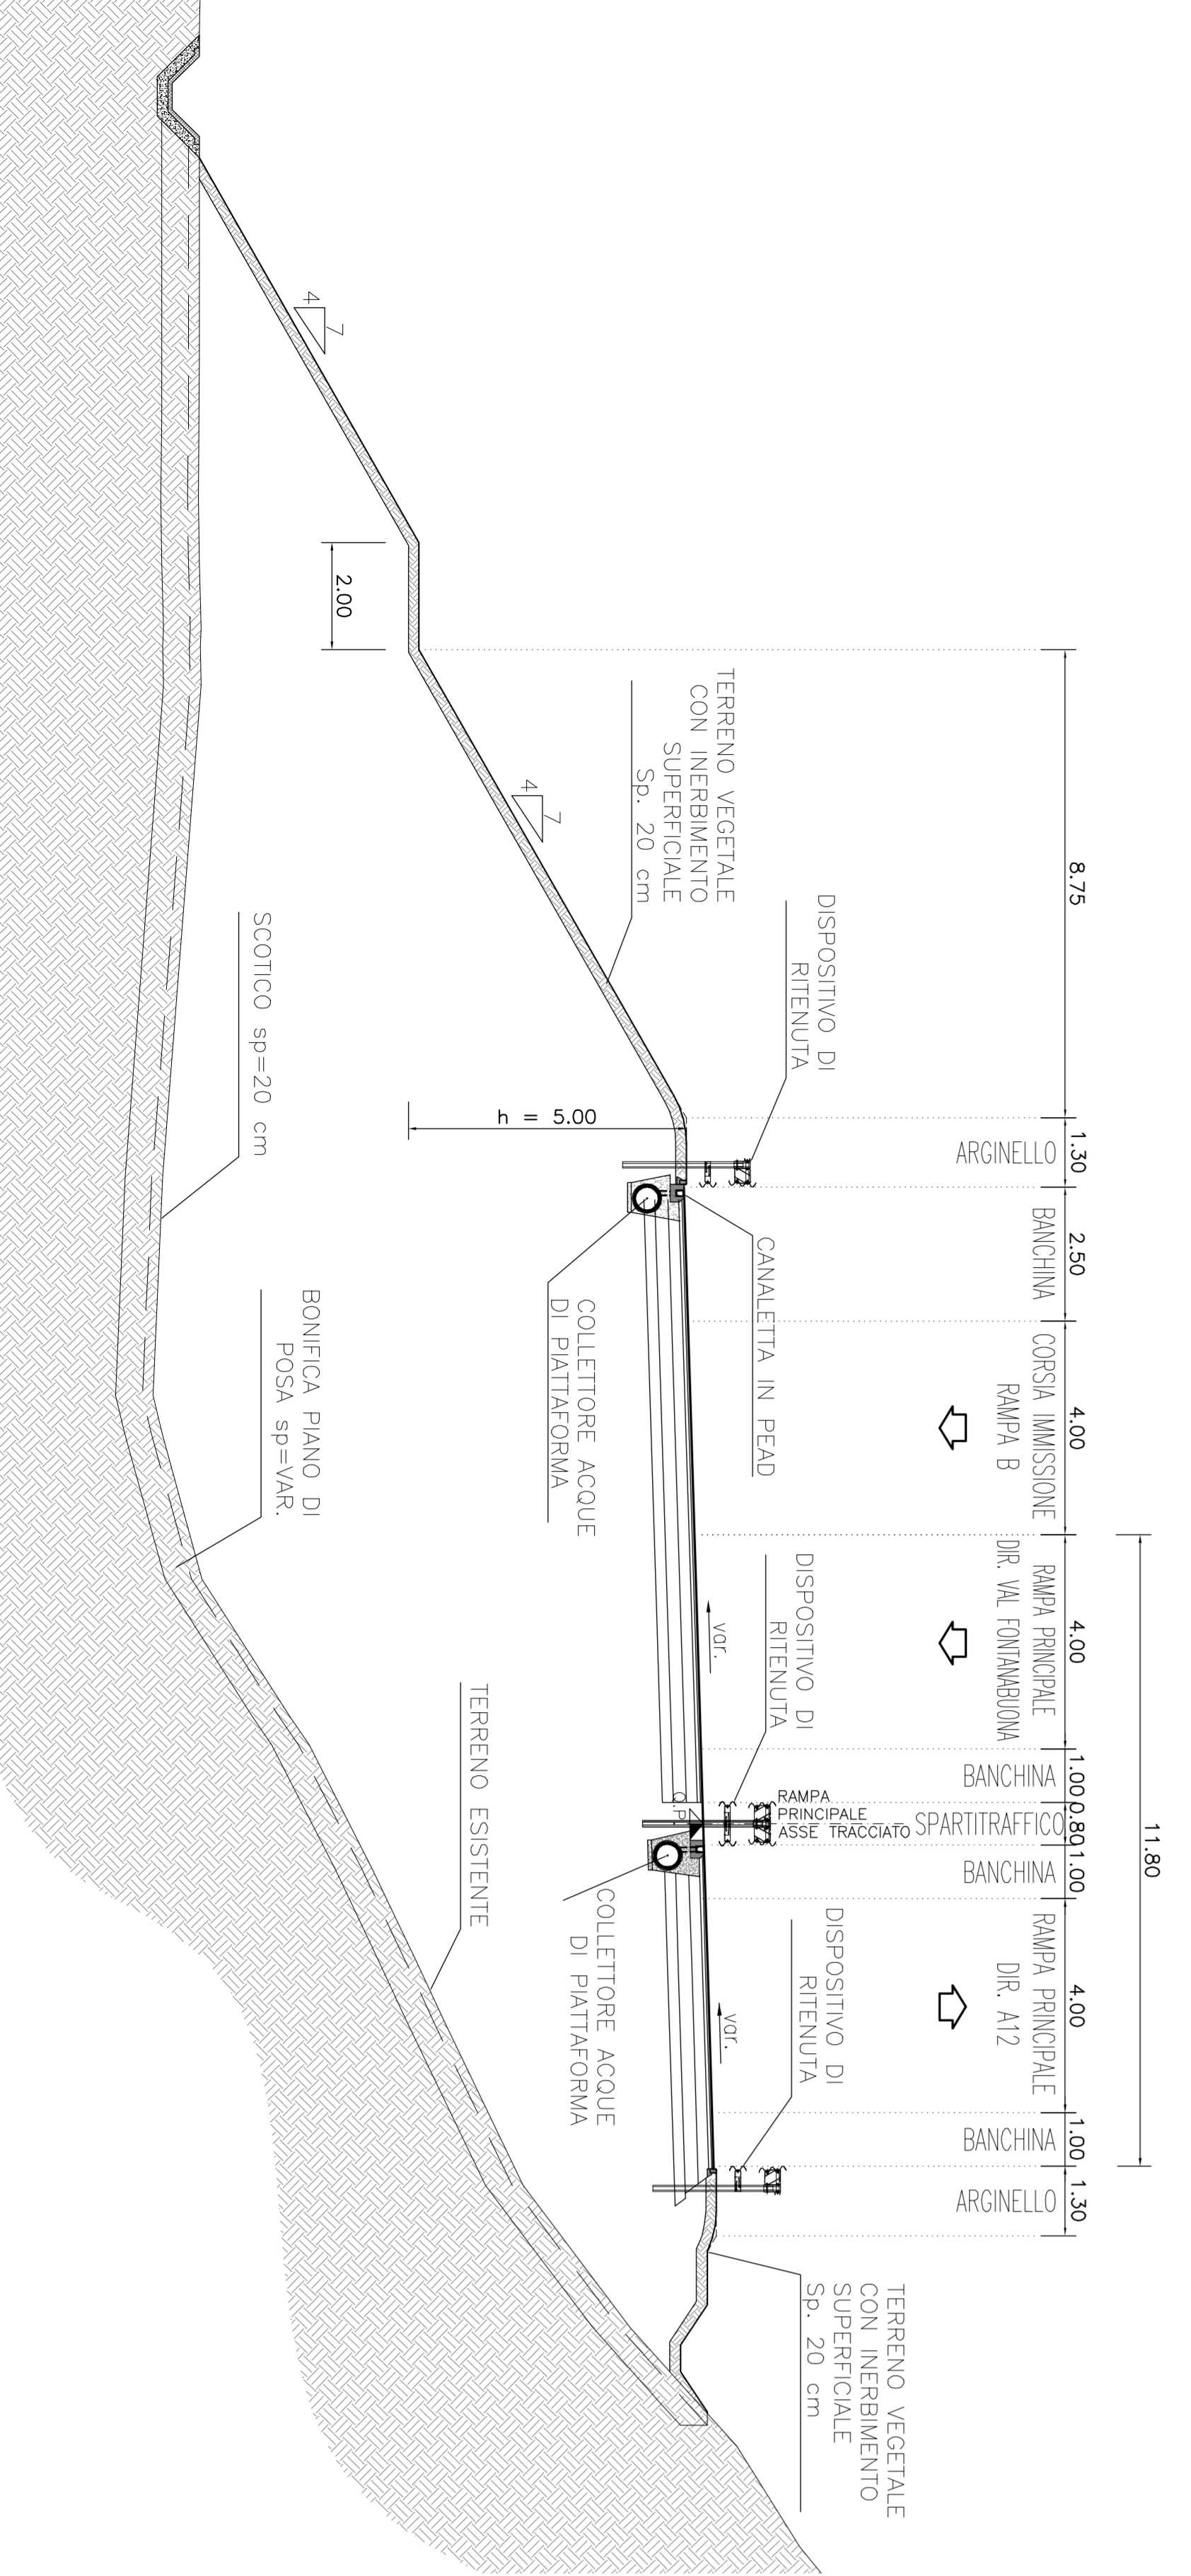 11.80
8.75
1.30
2.50
4.00
4.00
1.00
0.80
1.00
4.00
1.00
1.30
ARGINELLO
BANCHINA
CORSIA IMMISSIONE
RAMPA B
RAMPA PRINCIPALE
DIR. VAL FONTANABUONA
BANCHINA
SPARTITRAFFICO
BANCHINA
RAMPA PRINCIPALE
DIR. A12
BANCHINA
ARGINELLO
RAMPA
PRINCIPALE
ASSE TRACCIATO
TERRENO VEGETALE
CON INERBIMENTO
SUPERFICIALE
Sp. 20 cm
DISPOSITIVO DI
RITENUTA
DISPOSITIVO DI
RITENUTA
DISPOSITIVO DI
RITENUTA
TERRENO VEGETALE
CON INERBIMENTO
SUPERFICIALE
Sp. 20 cm
CANALETTA IN PEAD
var.
var.
Q.P.
4
7
4
7
2.00
h = 5.00
COLLETTORE ACQUE
DI PIATTAFORMA
COLLETTORE ACQUE
DI PIATTAFORMA
TERRENO ESISTENTE
SCOTICO sp=20 cm
BONIFICA PIANO DI
POSA sp=VAR.